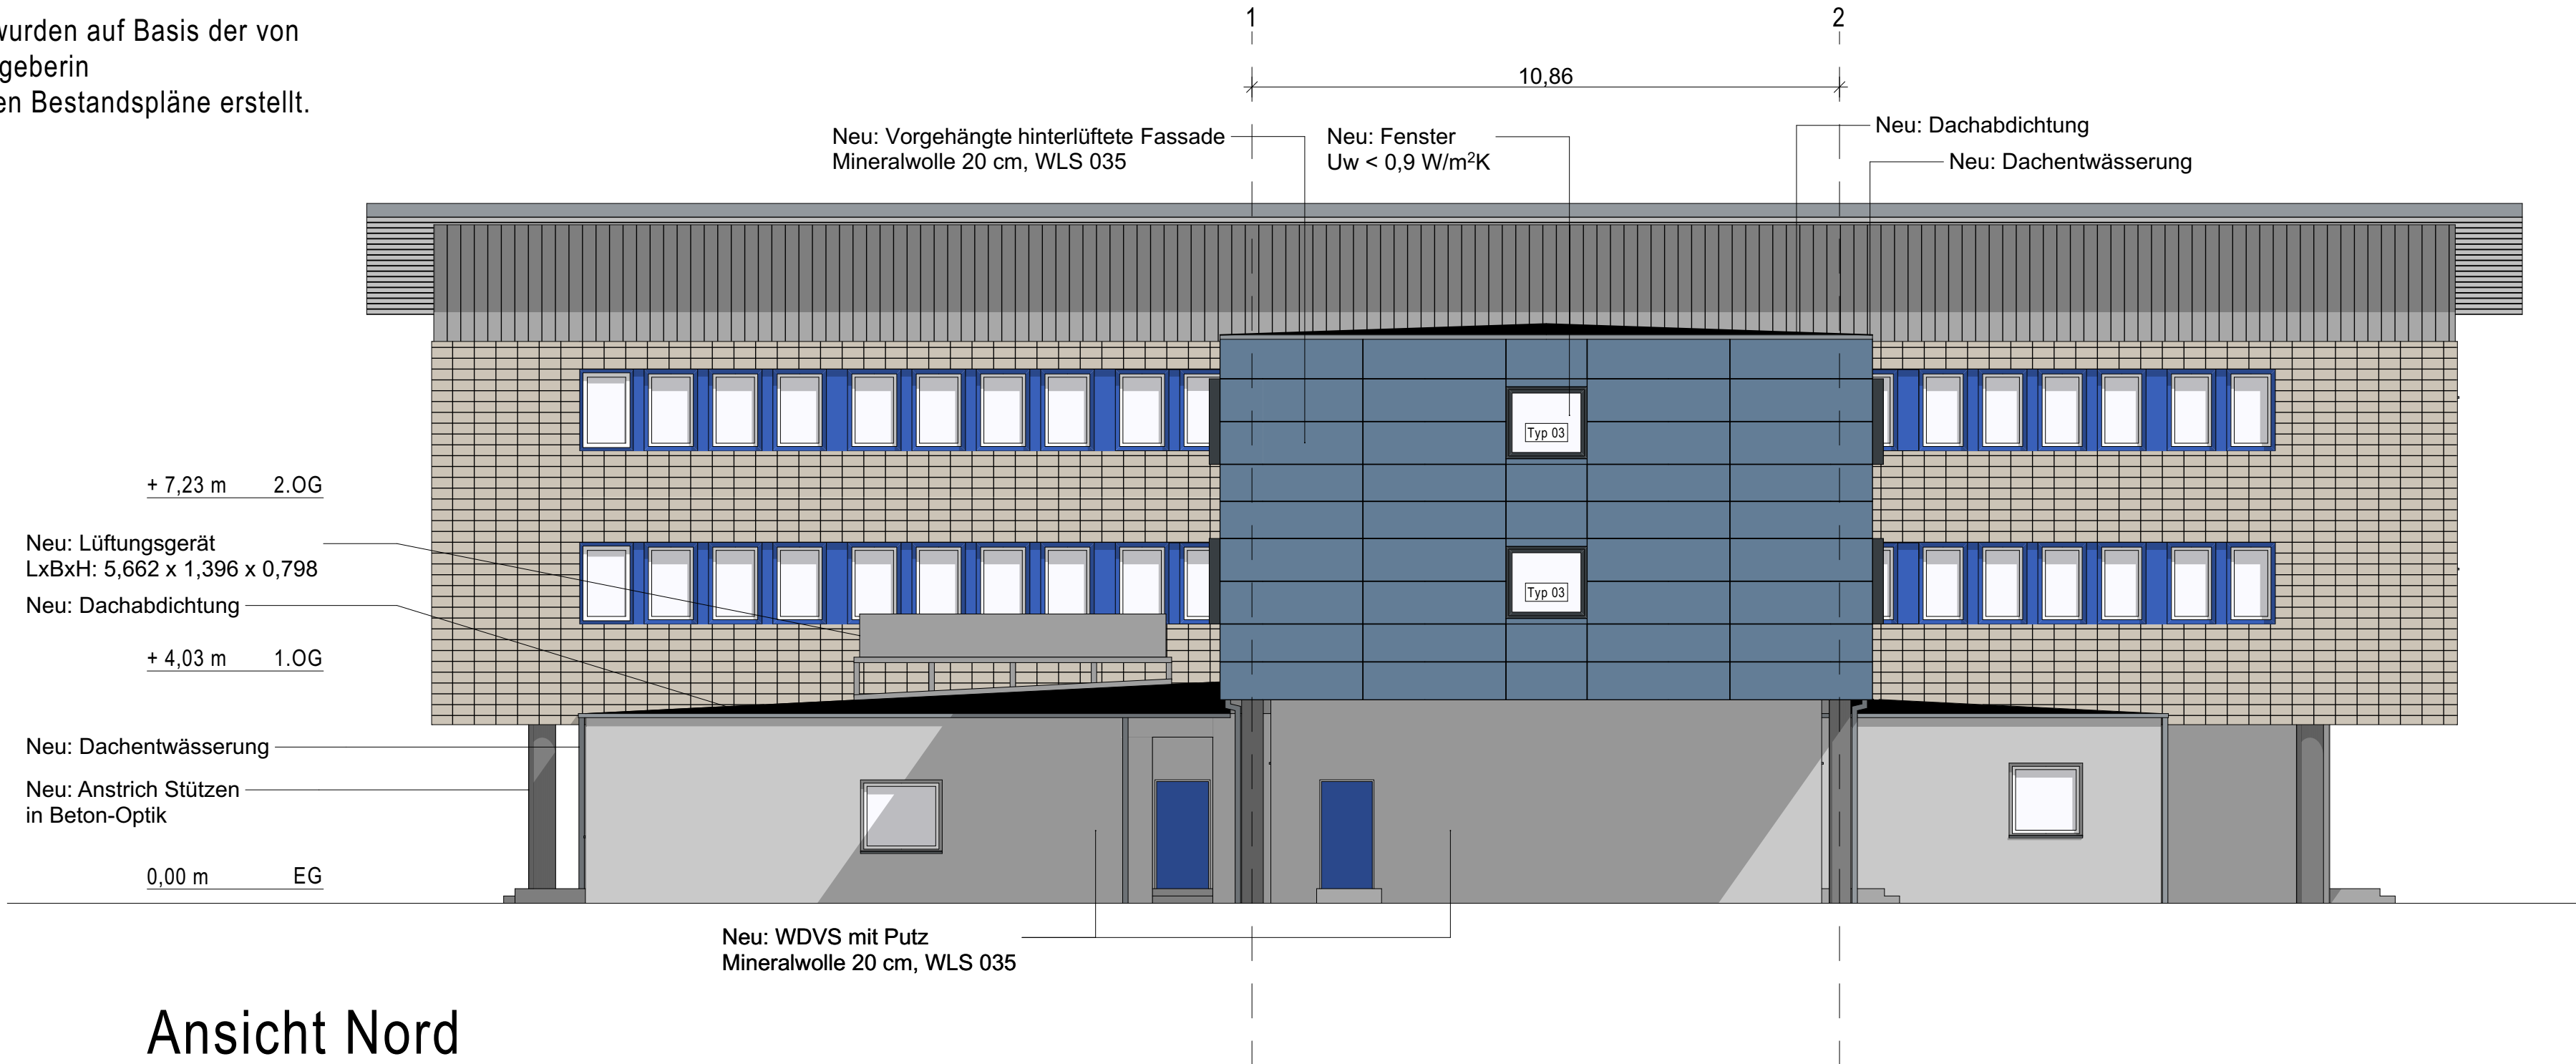 wurden auf Basis der von
geberin
en Bestandspläne erstellt.
1
2
10,86
Neu: Vorgehängte hinterlüftete Fassade
Mineralwolle 20 cm, WLS 035
Neu: Fenster
Uw < 0,9 W/m²K
Neu: Dachabdichtung
Neu: Dachentwässerung
Typ 03
+ 7,23 m 2.OG
Neu: Lüftungsgerät
LxBxH: 5,662 x 1,396 x 0,798
Typ 03
Neu: Dachabdichtung
+ 4,03 m 1.OG
Neu: Dachentwässerung
Neu: Anstrich Stützen
in Beton-Optik
0,00 m EG
Neu: WDVS mit Putz
Mineralwolle 20 cm, WLS 035
Ansicht Nord